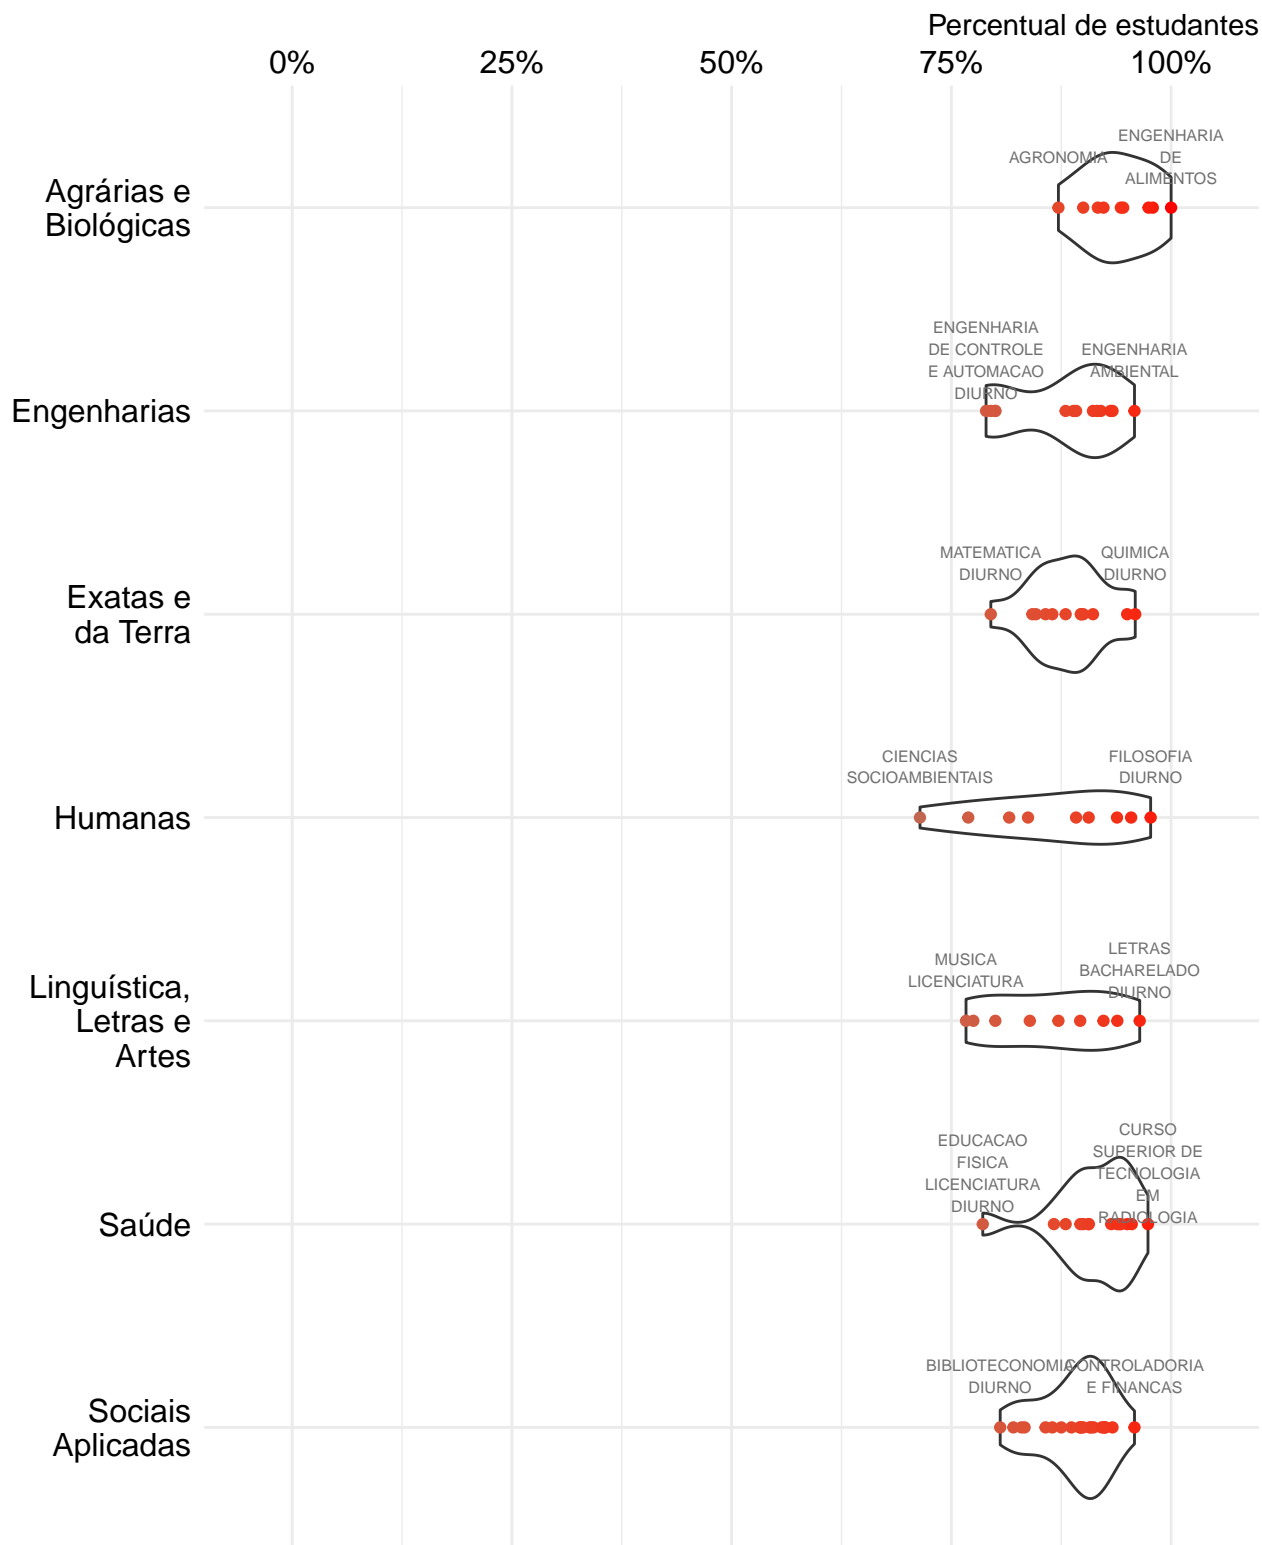 Percentual de estudantes
0%
25%
50%
75%
100%
Agrárias e
Biológicas
AGRONOMIA
ENGENHARIA
DE
ALIMENTOS
Engenharias
ENGENHARIA
DE CONTROLE
E AUTOMACAO
DIURNO
ENGENHARIA
AMBIENTAL
Exatas e
da Terra
MATEMATICA
DIURNO
QUIMICA
DIURNO
Humanas
CIENCIAS
SOCIOAMBIENTAIS
FILOSOFIA
DIURNO
Linguística,
Letras e
Artes
MUSICA
LICENCIATURA
LETRAS
BACHARELADO
DIURNO
Saúde
EDUCACAO
FISICA
LICENCIATURA
DIURNO
CURSO
SUPERIOR DE
TECNOLOGIA
EM
RADIOLOGIA
Sociais
Aplicadas
BIBLIOTECONOMIA
DIURNO
CONTROLADORIA
E FINANCAS